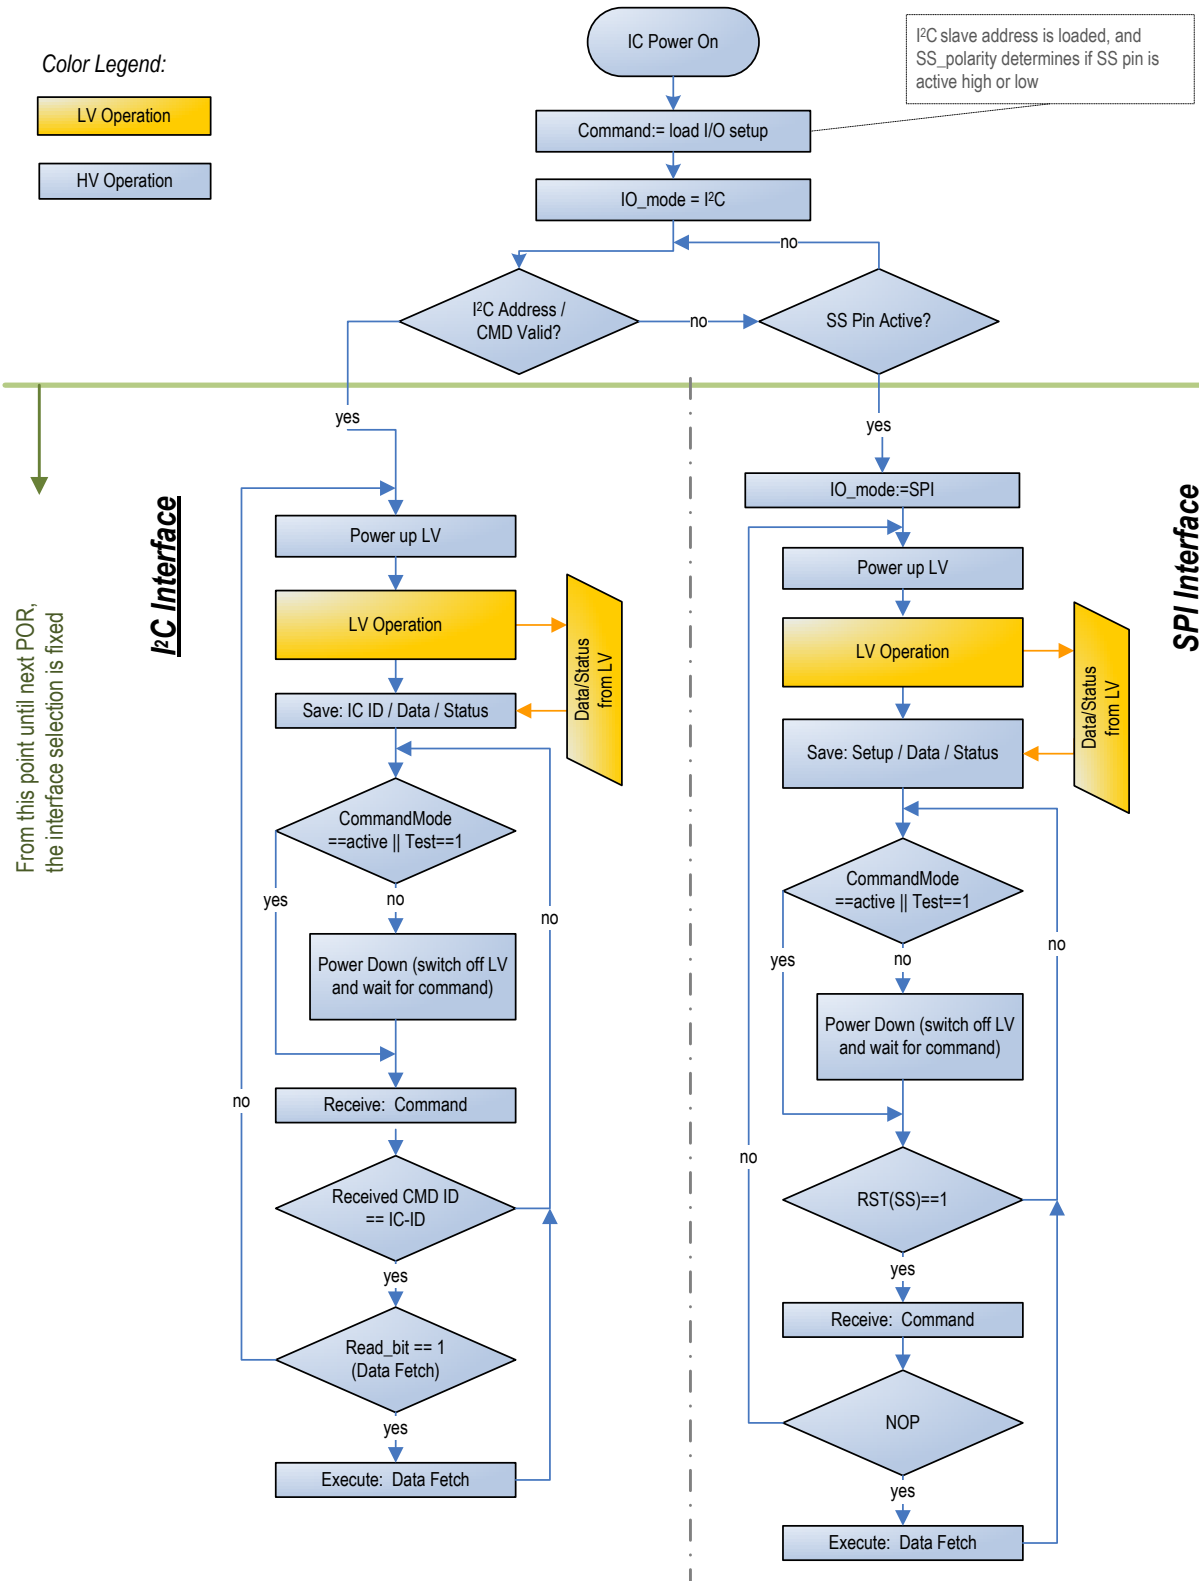 IC Power On
I²C slave address is loaded, and
SS_polarity determines if SS pin is
active high or low
Color Legend:
LV Operation
HV Operation
Command:= load I/O setup
IO_mode = I²C
no
I²C Address /
CMD Valid?
no
SS Pin Active?
yes
yes
From this point until next POR,
the interface selection is fixed
I²C Interface
Power up LV
LV Operation
Data/Status
from LV
Save: IC ID / Data / Status
CommandMode
==active || Test==1
yes
no
no
Power Down (switch off LV
and wait for command)
no
Receive: Command
Received CMD ID
== IC-ID
yes
Read_bit == 1
(Data Fetch)
yes
Execute: Data Fetch
SPI Interface
IO_mode:=SPI
Power up LV
LV Operation
Data/Status
from LV
Save: Setup / Data / Status
CommandMode
==active || Test==1
yes
no
no
Power Down (switch off LV
and wait for command)
no
RST(SS)==1
yes
Receive: Command
NOP
yes
Execute: Data Fetch